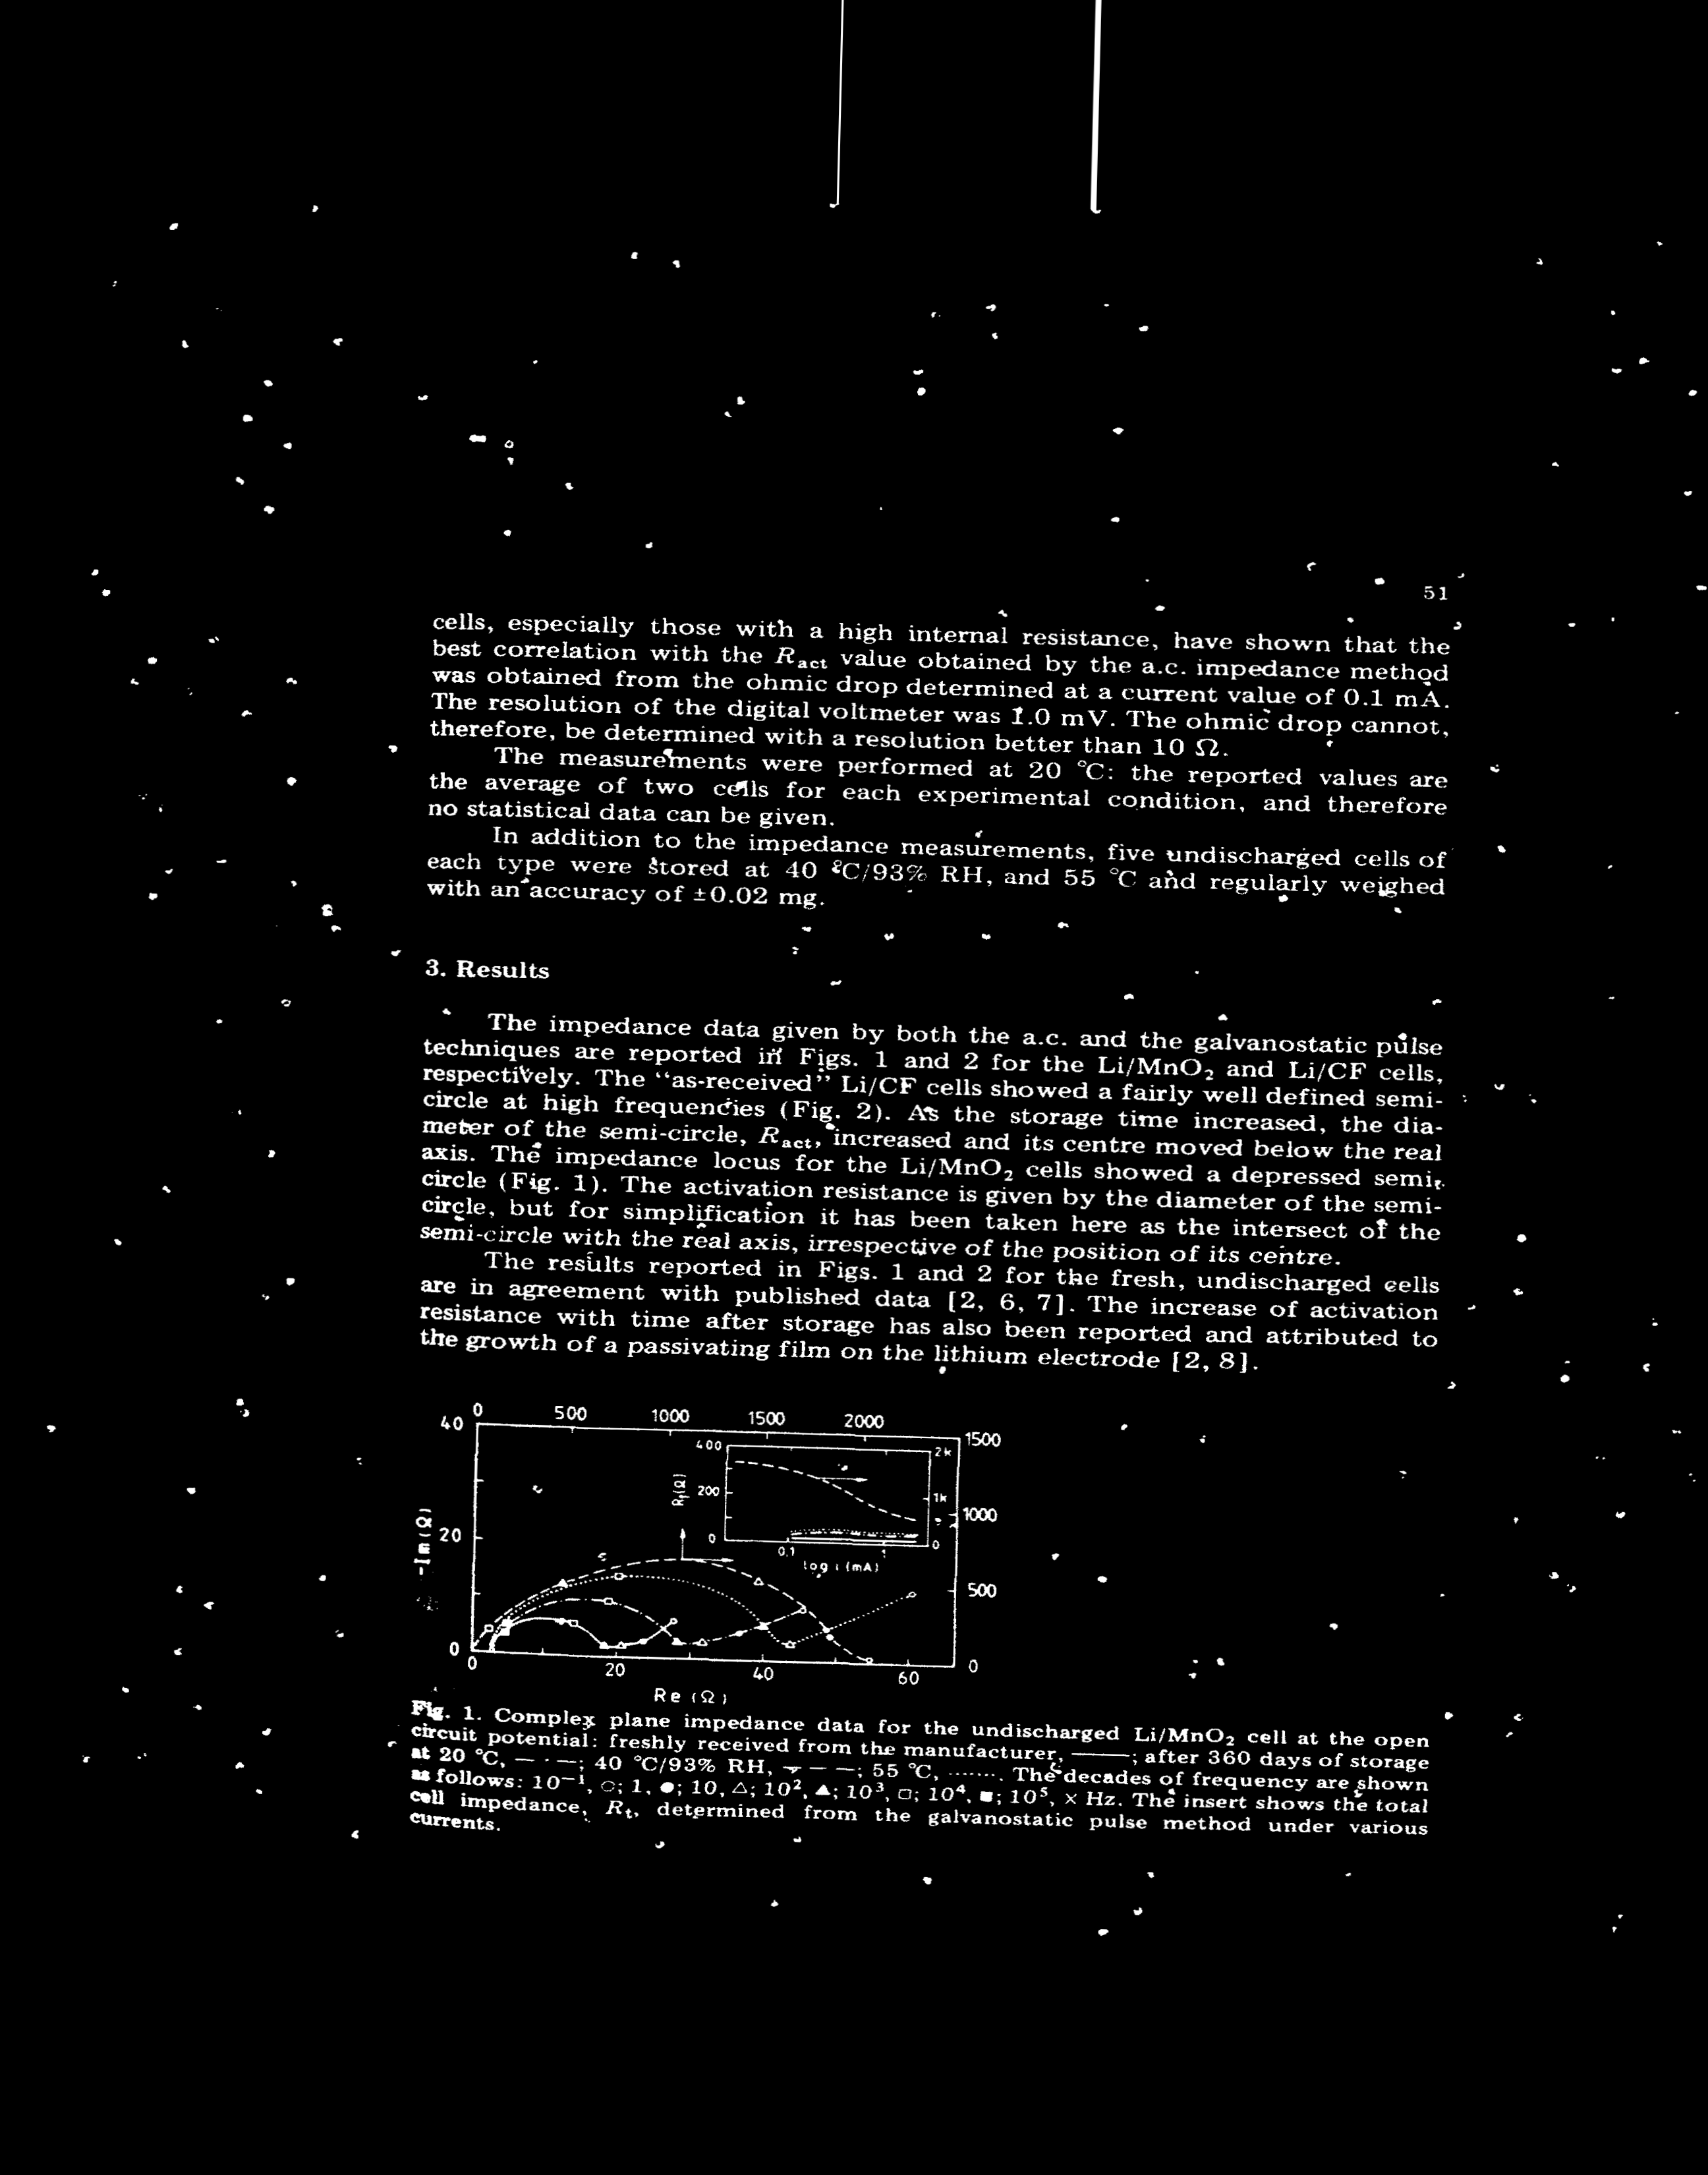 51
cells, especially those with a high internal resistance, have shown that the
best correlation with the Ract value obtained by the a.c. impedance method
was obtained from the ohmic drop determined at a current value of 0.1 mA.
The resolution of the digital voltmeter was 1.0 mV. The ohmic drop cannot,
therefore, be determined with a resolution better than 10 Ω.
The measurements were performed at 20 °C: the reported values are
the average of two cells for each experimental condition, and therefore
no statistical data can be given.
In addition to the impedance measurements, five undischarged cells of
each type were stored at 40 °C/93% RH, and 55 °C and regularly weighed
with an accuracy of ±0.02 mg.
3. Results
The impedance data given by both the a.c. and the galvanostatic pulse
techniques are reported in Figs. 1 and 2 for the Li/MnO₂ and Li/CF cells,
respectively. The “as-received” Li/CF cells showed a fairly well defined semi-
circle at high frequencies (Fig. 2). As the storage time increased, the dia-
meter of the semi-circle, Ract, increased and its centre moved below the real
axis. The impedance locus for the Li/MnO₂ cells showed a depressed semi-
circle (Fig. 1). The activation resistance is given by the diameter of the semi-
circle, but for simplification it has been taken here as the intersect of the
semi-circle with the real axis, irrespective of the position of its centre.
The results reported in Figs. 1 and 2 for the fresh, undischarged cells
are in agreement with published data [2, 6, 7]. The increase of activation
resistance with time after storage has also been reported and attributed to
the growth of a passivating film on the lithium electrode [2, 8].
0 500 1000 1500 2000
40 20 0
-Im(Ω)
1500 1000 500 0
400 200 0
Rt(Ω)
2k 1k 0
0.1 1
log i (mA)
0 20 40 60
Re (Ω)
Fig. 1. Complex plane impedance data for the undischarged Li/MnO₂ cell at the open
circuit potential: freshly received from the manufacturer, ———; after 360 days of storage
at 20 °C, — · —; 40 °C/93% RH, — — —; 55 °C, ·······. The decades of frequency are shown
as follows: 10⁻¹, ○; 1, ●; 10, △; 10², ▲; 10³, □; 10⁴, ■; 10⁵, × Hz. The insert shows the total
cell impedance, Rt, determined from the galvanostatic pulse method under various
currents.